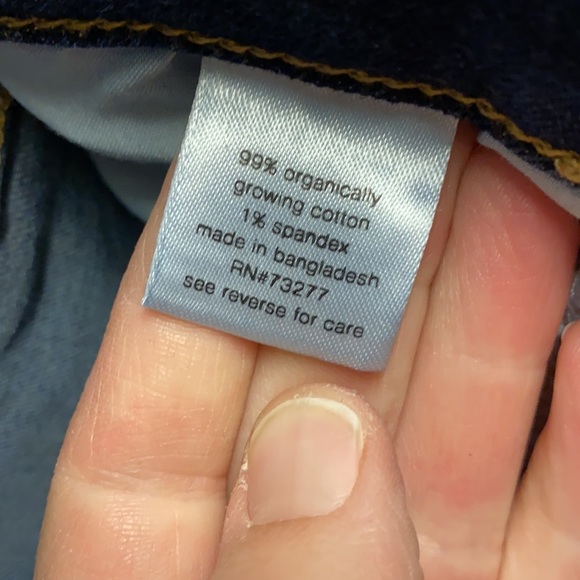 99% organically
growing cotton
1% spandex
made in bangladesh
RN#73277
see reverse for care